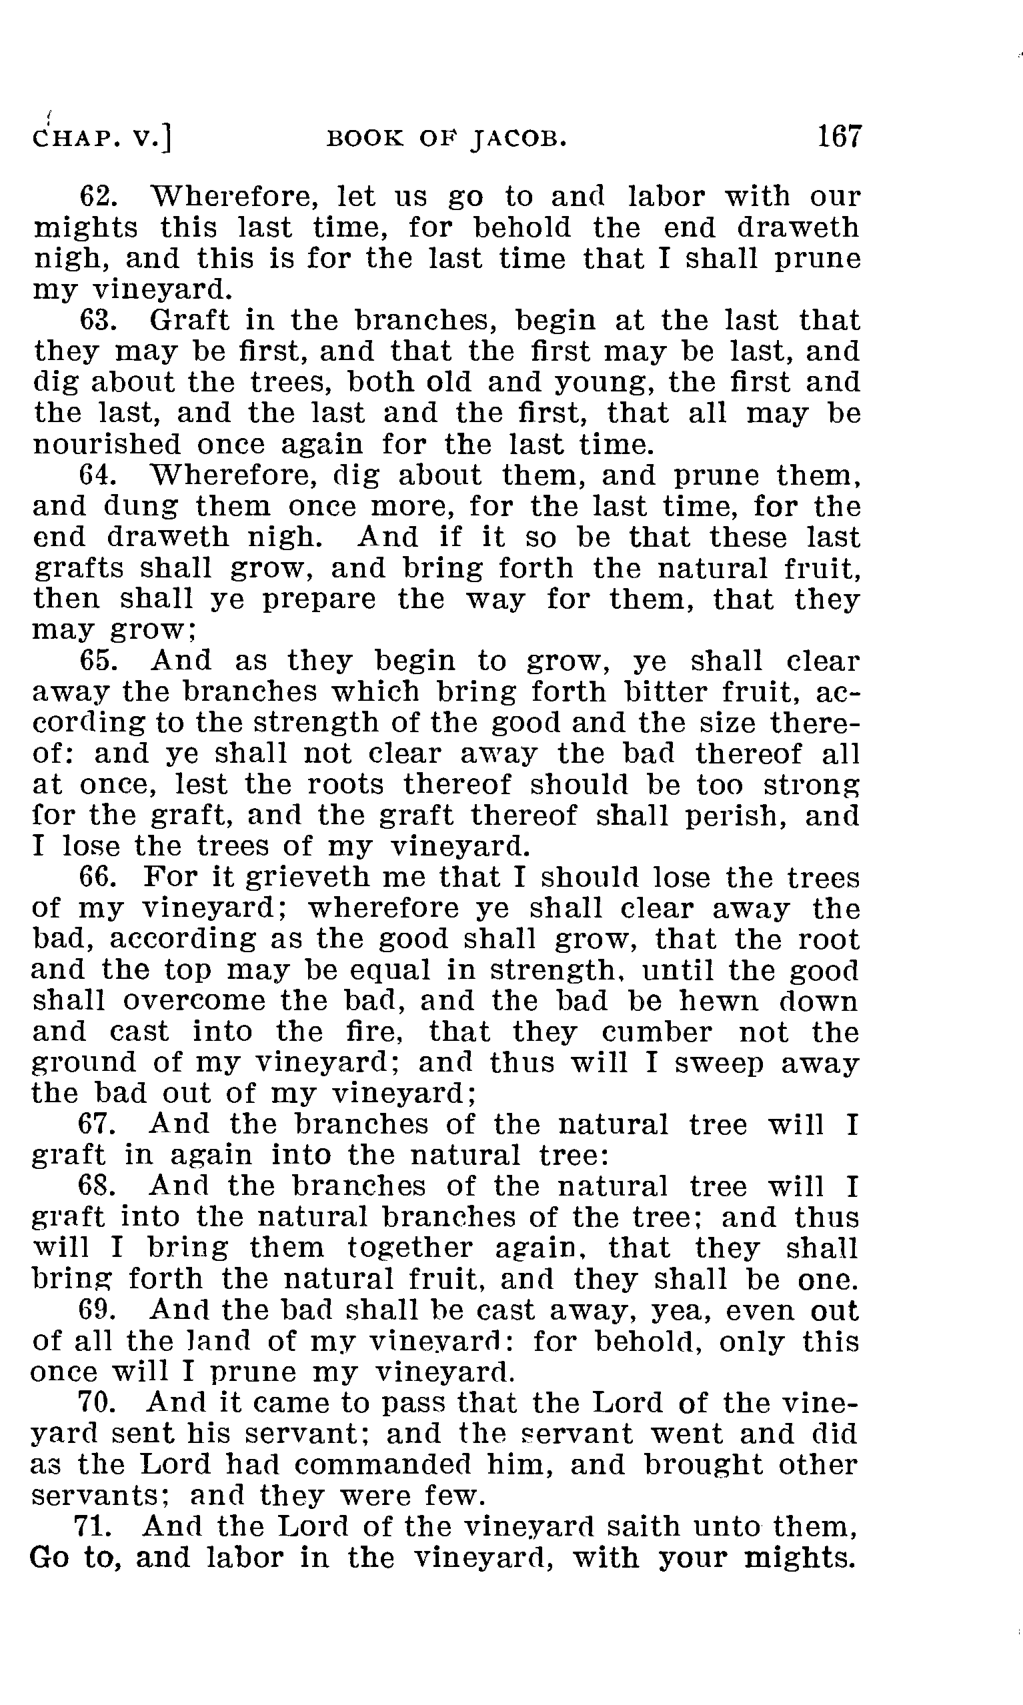 CHAP. V.] BOOK OF JACOB. 167
62. Wherefore, let us go to and labor with our
mights this last time, for behold the end draweth
nigh, and this is for the last time that I shall prune
my vineyard.
63. Graft in the branches, begin at the last that
they may be first, and that the first may be last, and
dig about the trees, both old and young, the first and
the last, and the last and the first, that all may be
nourished once again for the last time.
64. Wherefore, dig about them, and prune them,
and dung them once more, for the last time, for the
end draweth nigh. And if it so be that these last
grafts shall grow, and bring forth the natural fruit,
then shall ye prepare the way for them, that they
may grow;
65. And as they begin to grow, ye shall clear
away the branches which bring forth bitter fruit, ac-
cording to the strength of the good and the size there-
of: and ye shall not clear away the bad thereof all
at once, lest the roots thereof should be too strong
for the graft, and the graft thereof shall perish, and
I lose the trees of my vineyard.
66. For it grieveth me that I should lose the trees
of my vineyard; wherefore ye shall clear away the
bad, according as the good shall grow, that the root
and the top may be equal in strength, until the good
shall overcome the bad, and the bad be hewn down
and cast into the fire, that they cumber not the
ground of my vineyard; and thus will I sweep away
the bad out of my vineyard;
67. And the branches of the natural tree will I
graft in again into the natural tree:
68. And the branches of the natural tree will I
graft into the natural branches of the tree; and thus
will I bring them together again, that they shall
bring forth the natural fruit, and they shall be one.
69. And the bad shall be cast away, yea, even out
of all the land of my vineyard: for behold, only this
once will I prune my vineyard.
70. And it came to pass that the Lord of the vine-
yard sent his servant; and the servant went and did
as the Lord had commanded him, and brought other
servants; and they were few.
71. And the Lord of the vineyard saith unto them,
Go to, and labor in the vineyard, with your mights.